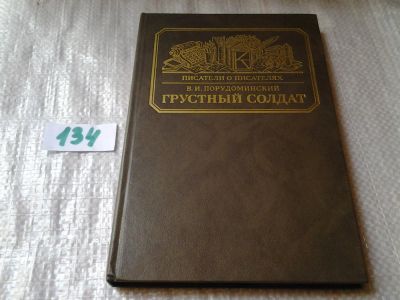 К
ПИСАТЕЛИ О ПИСАТЕЛЯХ
В. И. ПОРУДОМИНСКИЙ
ГРУСТНЫЙ СОЛДАТ
134